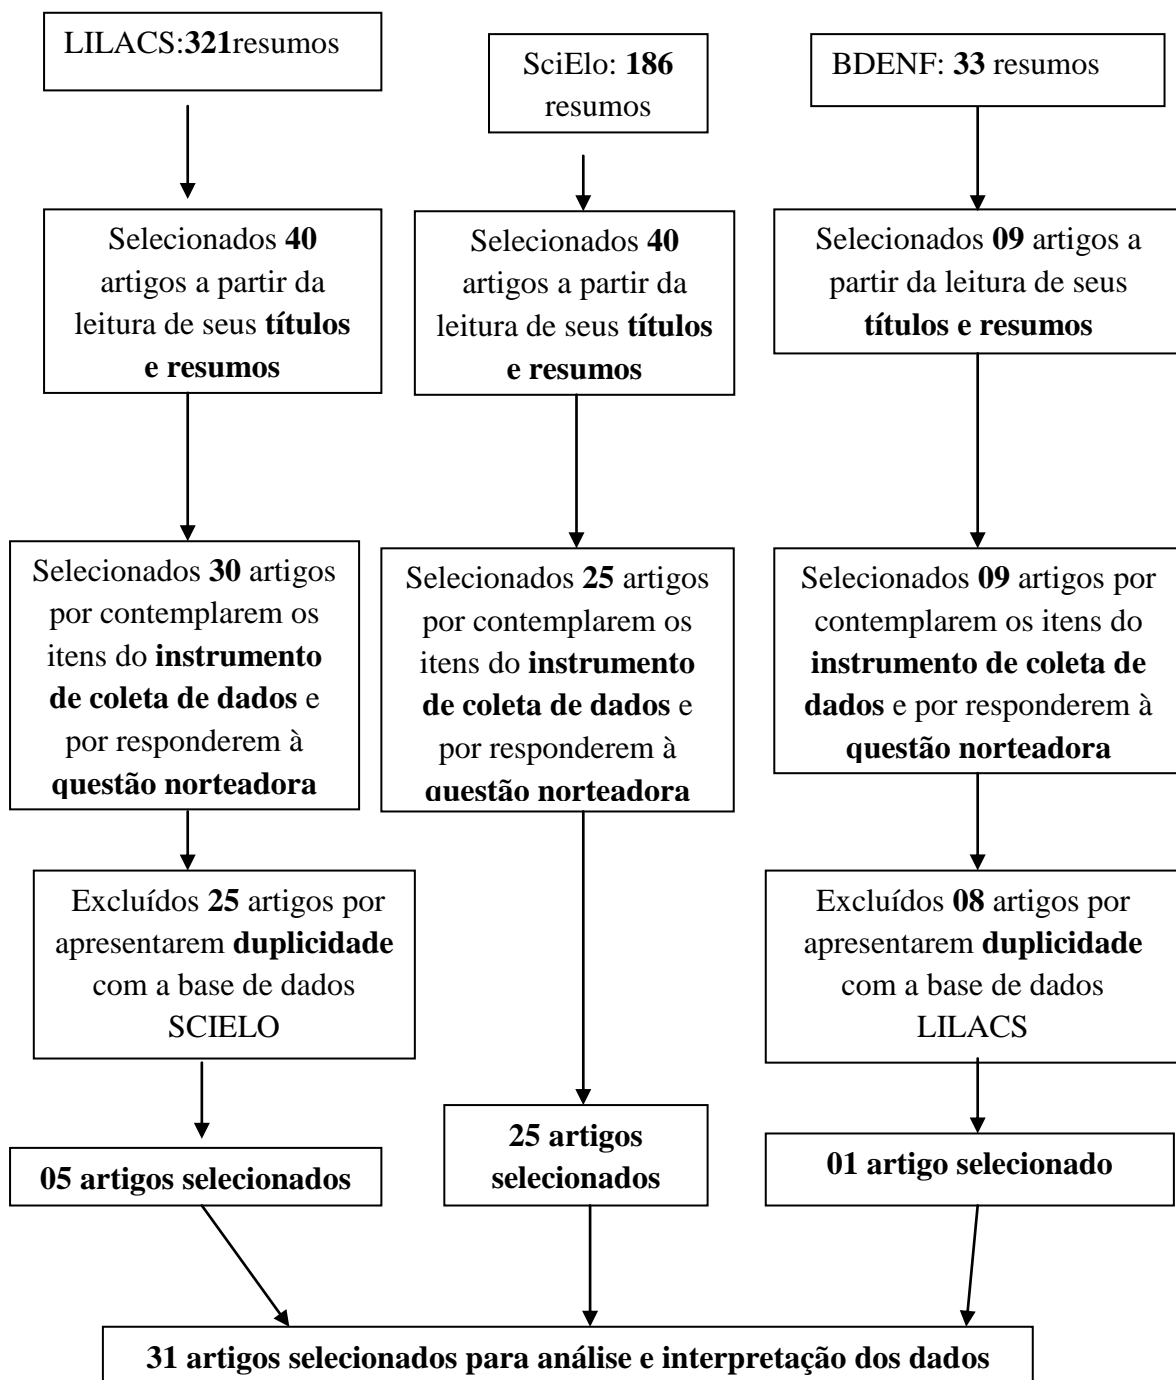 LILACS:321resumos
SciElo: 186
resumos
BDENF: 33 resumos
Selecionados 40
artigos a partir da
leitura de seus títulos
e resumos
Selecionados 40
artigos a partir da
leitura de seus títulos
e resumos
Selecionados 09 artigos a
partir da leitura de seus
títulos e resumos
Selecionados 30 artigos
por contemplarem os
itens do instrumento
de coleta de dados e
por responderem à
questão norteadora
Selecionados 25 artigos
por contemplarem os
itens do instrumento
de coleta de dados e
por responderem à
questão norteadora
Selecionados 09 artigos por
contemplarem os itens do
instrumento de coleta de
dados e por responderem à
questão norteadora
Excluídos 25 artigos por
apresentarem duplicidade
com a base de dados
SCIELO
Excluídos 08 artigos por
apresentarem duplicidade
com a base de dados
LILACS
05 artigos selecionados
25 artigos
selecionados
01 artigo selecionado
31 artigos selecionados para análise e interpretação dos dados